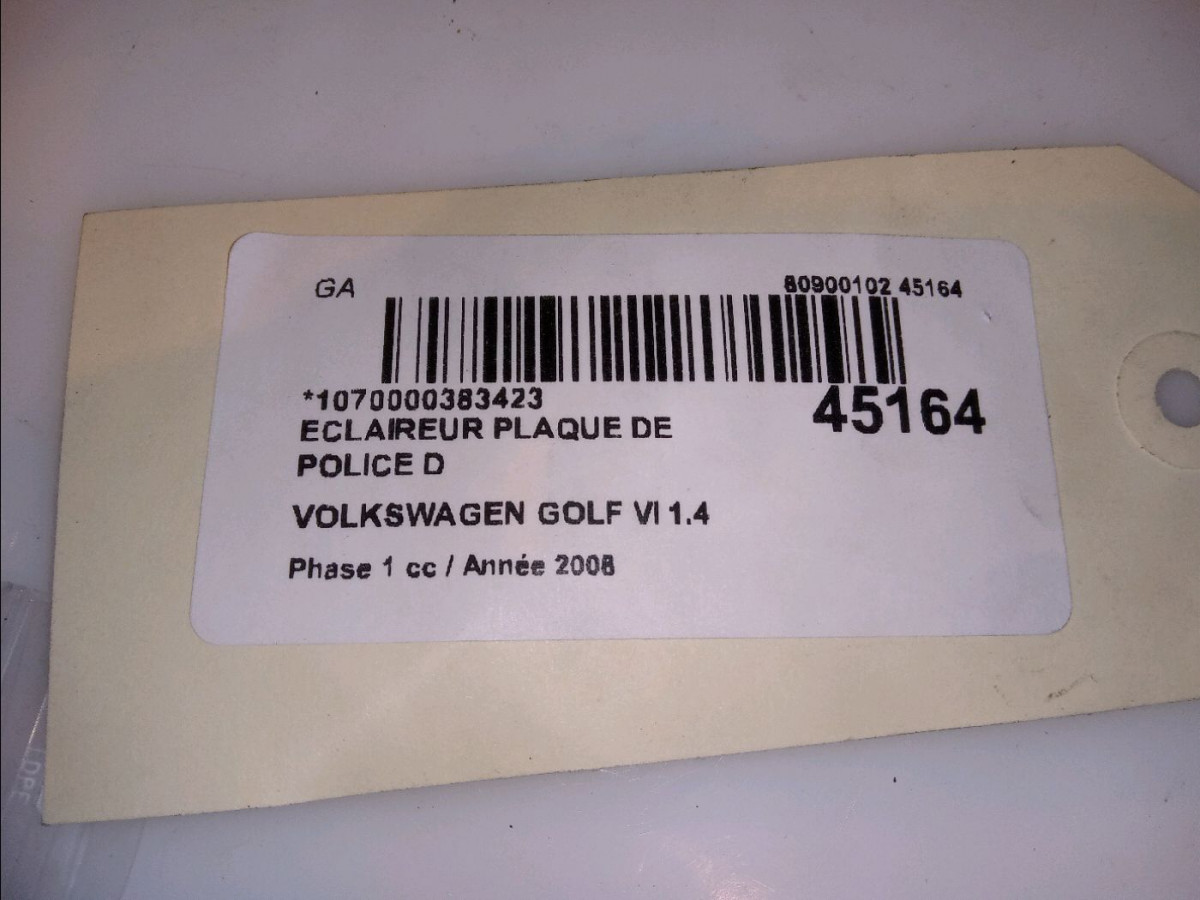 GA
80900102 45164
*1070000383423
45164
ECLAIREUR PLAQUE DE
POLICE D
VOLKSWAGEN GOLF VI 1.4
Phase 1 cc / Année 2008
LDPE